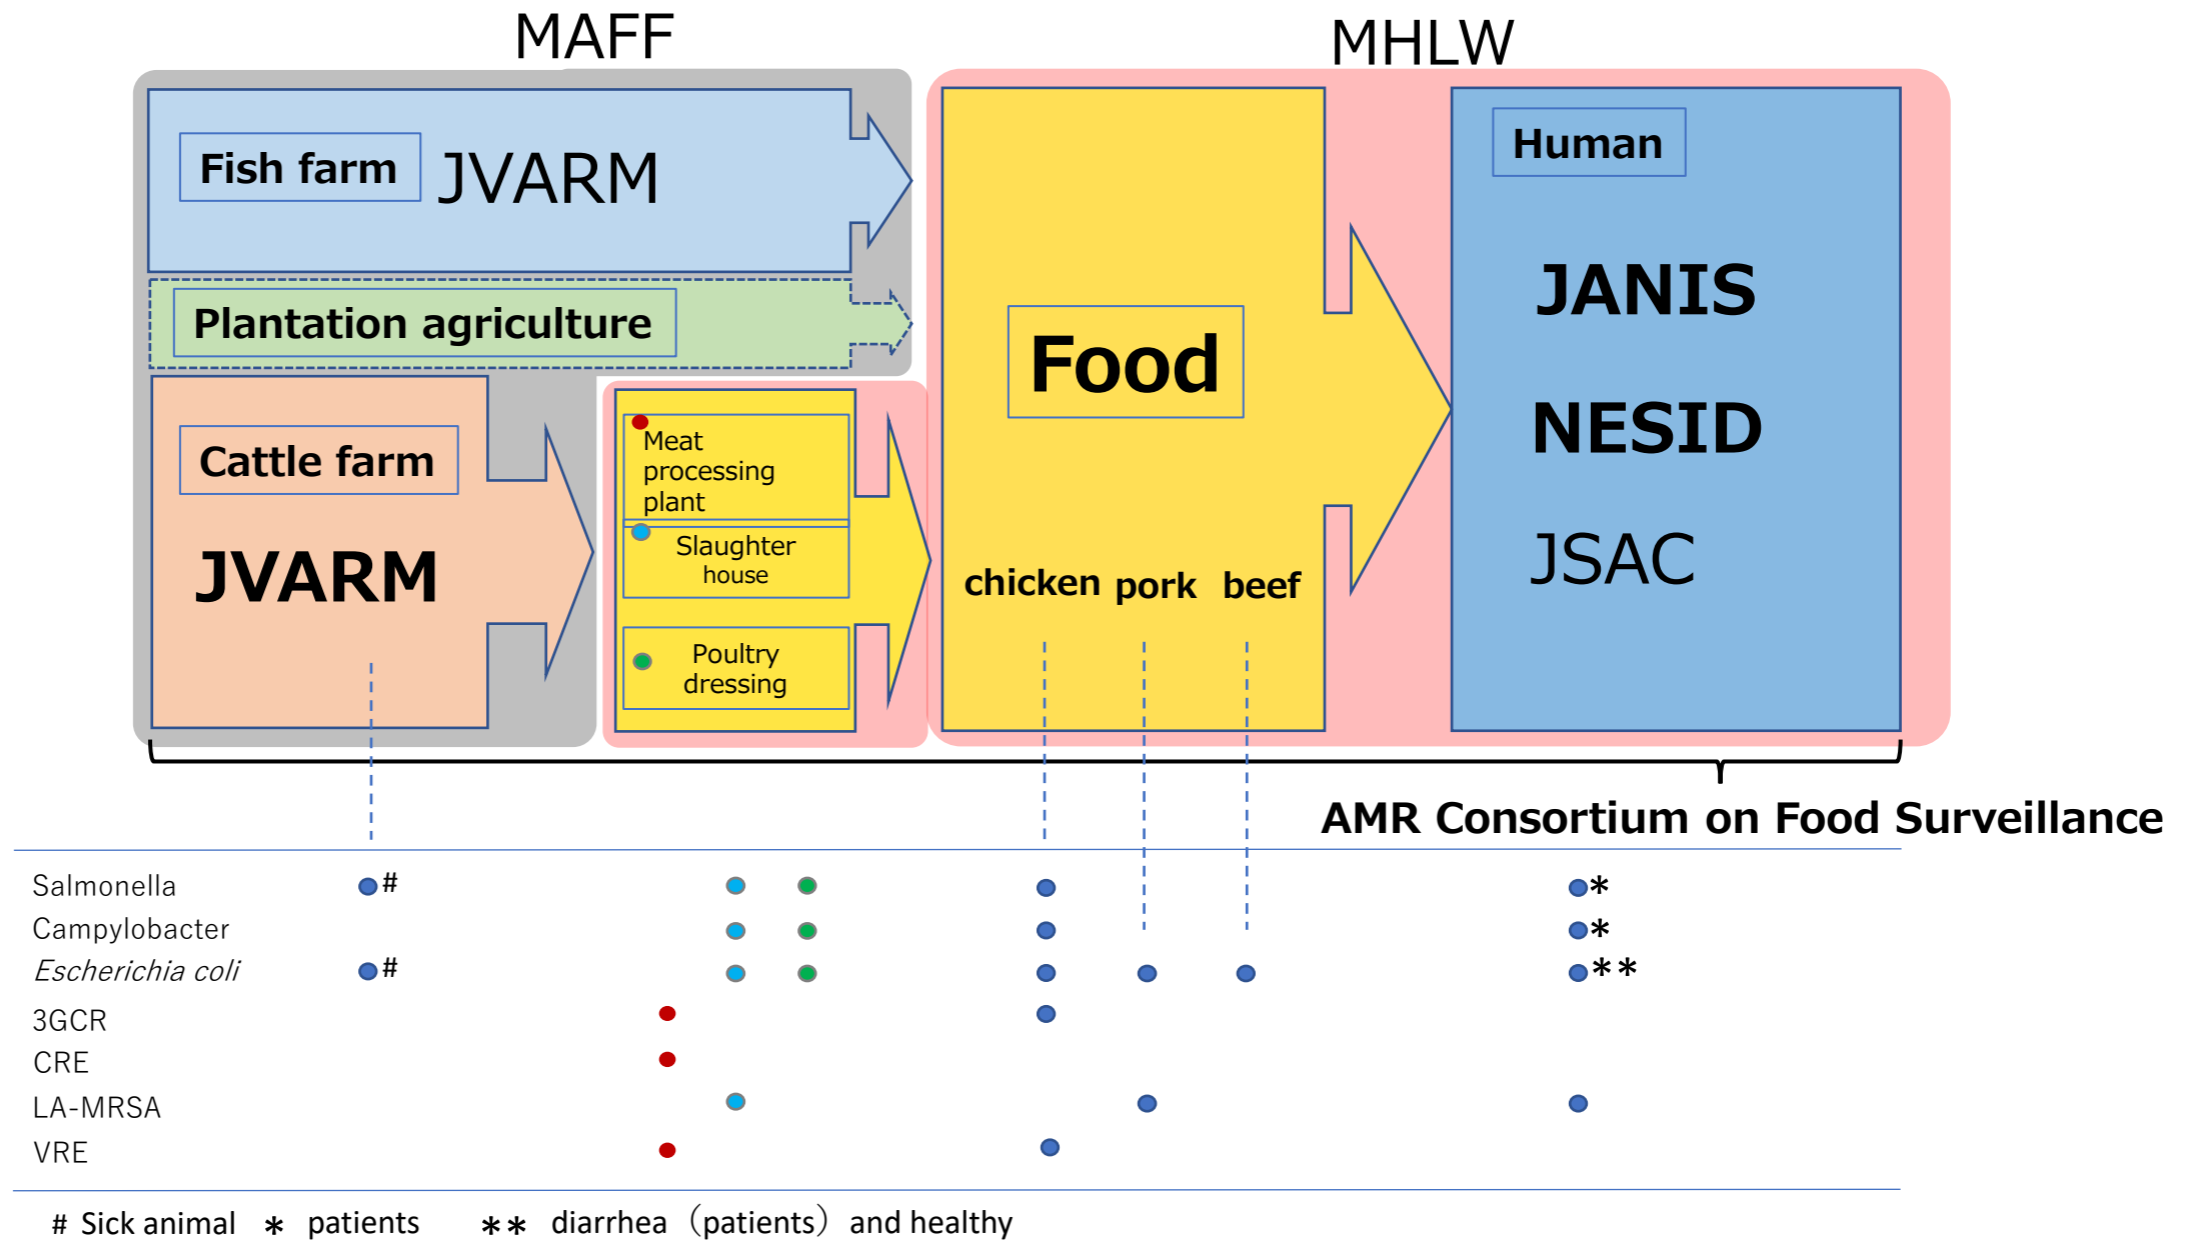 MAFF
MHLW
Fish farm
JVARM
Plantation agriculture
Cattle farm
JVARM
Meat
processing
plant
Slaughter
house
Poultry
dressing
Food
chicken pork beef
Human
JANIS
NESID
JSAC
AMR Consortium on Food Surveillance
Salmonella # *
Campylobacter *
Escherichia coli # **
3GCR
CRE
LA-MRSA
VRE
# Sick animal * patients ** diarrhea（patients）and healthy